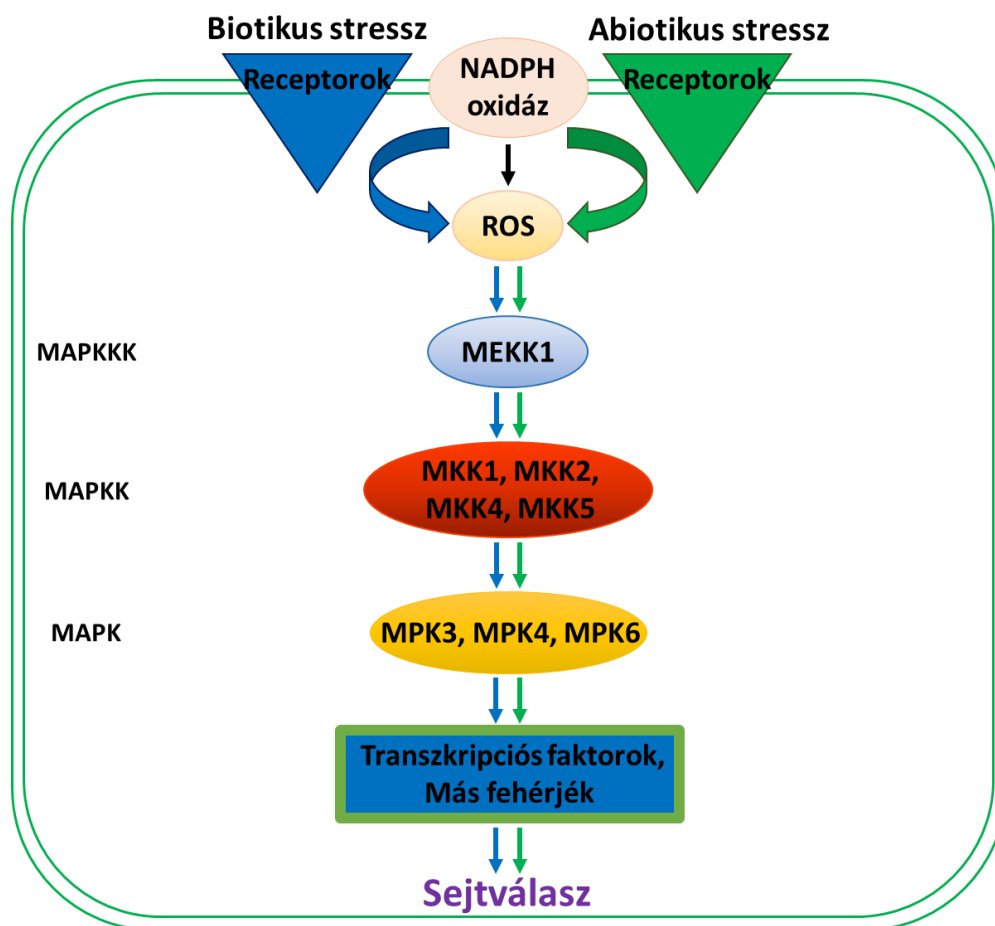 Biotikus stressz
Abiotikus stressz
Receptorok
NADPH
oxidáz
Receptorok
ROS
MAPKKK
MEKK1
MAPKK
MKK1, MKK2,
MKK4, MKK5
MAPK
MPK3, MPK4, MPK6
Transzkripciós faktorok,
Más fehérjék
Sejtválasz